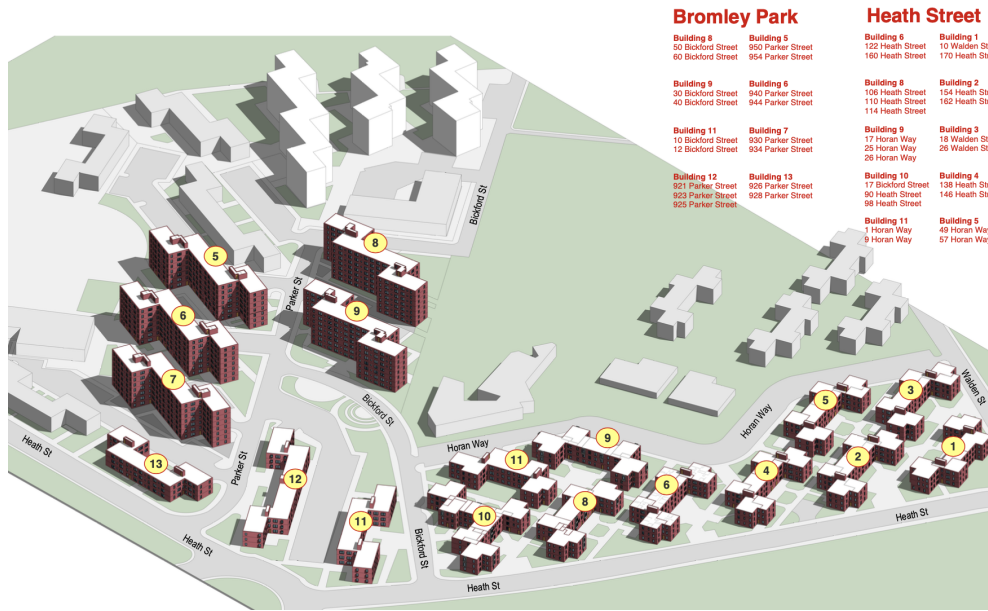 Bromley Park
Building 8
50 Bickford Street
60 Bickford Street
Building 5
950 Parker Street
954 Parker Street
Building 9
30 Bickford Street
40 Bickford Street
Building 6
940 Parker Street
944 Parker Street
Building 11
10 Bickford Street
12 Bickford Street
Building 7
930 Parker Street
934 Parker Street
Building 12
921 Parker Street
923 Parker Street
925 Parker Street
Building 13
926 Parker Street
928 Parker Street
Heath Street
Building 6
122 Heath Street
160 Heath Street
Building 1
10 Walden St
170 Heath Str
Building 8
106 Heath Street
110 Heath Street
114 Heath Street
Building 2
154 Heath St
162 Heath St
Building 9
17 Horan Way
25 Horan Way
26 Horan Way
Building 3
18 Walden St
26 Walden St
Building 10
17 Bickford Street
90 Heath Street
98 Heath Street
Building 4
138 Heath St
146 Heath St
Building 11
1 Horan Way
9 Horan Way
Building 5
49 Horan Way
57 Horan Way
Bickford St
8
5
Parker St
9
6
7
Bickford St
Walden St
3
5
Horan Way
Horan Way
9
1
Heath St
11
2
13
Parker St
12
4
6
8
10
11
Heath St
Heath St
Bickford St
Heath St